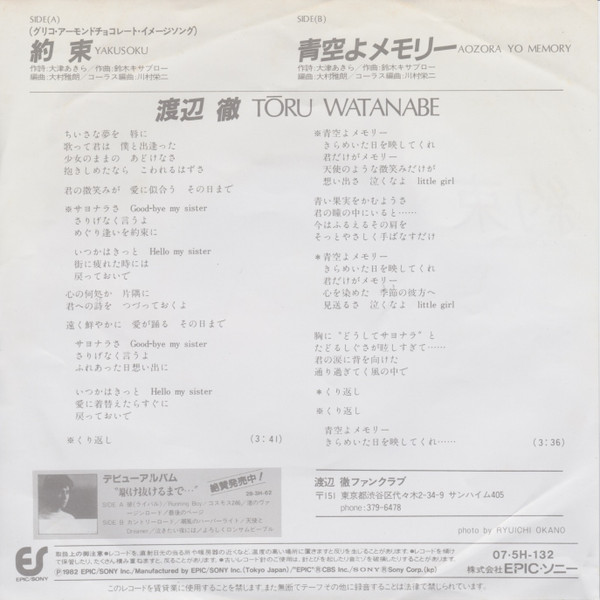 SIDE(A)
(グリコ・アーモンドチョコレート・イメージソング)
約束 YAKUSOKU
作詩:大津あきら/作曲:鈴木キサブロー
編曲:大村雅朗/コーラス編曲:川村栄二
SIDE(B)
青空よメモリー AOZORA YO MEMORY
作詩:大津あきら/作曲:鈴木キサブロー
編曲:大村雅朗/コーラス編曲:川村栄二
渡辺 徹 TŌRU WATANABE
ちいさな夢を 唇に
歌って君は 僕と出逢った
少女のままの あどけなさ
抱きしめたなら こわれるはずさ
君の微笑みが 愛に似合う その日まで
※サヨナラさ Good-bye my sister
さりげなく言うよ
めぐり逢いを約束に
いつかはきっと Hello my sister
街に疲れた時には
戻っておいで
心の何処か 片隅に
君への詩を つづっておくよ
遠く鮮やかに 愛が踊る その日まで
サヨナラさ Good-bye my sister
さりげなく言うよ
ふれあった日想い出に
いつかはきっと Hello my sister
愛に着替えたらすぐに
戻っておいで
※くり返し
(3:41)
※青空よメモリー
きらめいた日を映してくれ
君だけがメモリー
天使のような微笑みだけが
想い出さ 泣くなよ little girl
青い果実をかむようさ
君の瞳の中にいると……
今はふるえるその肩を
そっとやさしく手ばなすだけ
＊青空よメモリー
きらめいた日を映してくれ
君だけがメモリー
心を染めた 季節の彼方へ
見送るさ 泣くなよ little girl
胸に“どうしてサヨナラ”と
たどるしぐさが眩しすぎて……
君の涙に背を向けた
通り過ぎてく風の中で
＊くり返し
※くり返し
青空よメモリー
きらめいた日を映してくれ……
(3:36)
デビューアルバム
“駆け抜けるまで…”
絶賛発売中!
渡辺 徹ファンクラブ
〒151 東京都渋谷区代々木2-34-9 サンハイム405
phone:379-6478
photo by RYUICHI OKANO
07·5H-132
株式会社EPIC・ソニー
EPIC/SONY
℗1982 EPIC/SONY Inc./Manufactured by EPIC/SONY Inc.(Tokyo Japan)/"EPIC"® CBS Inc./SONY® Sony Corp.(kp)
このレコードを賃貸業に使用することを禁じます。また無断でテープその他に録音することは法律で禁じられています。